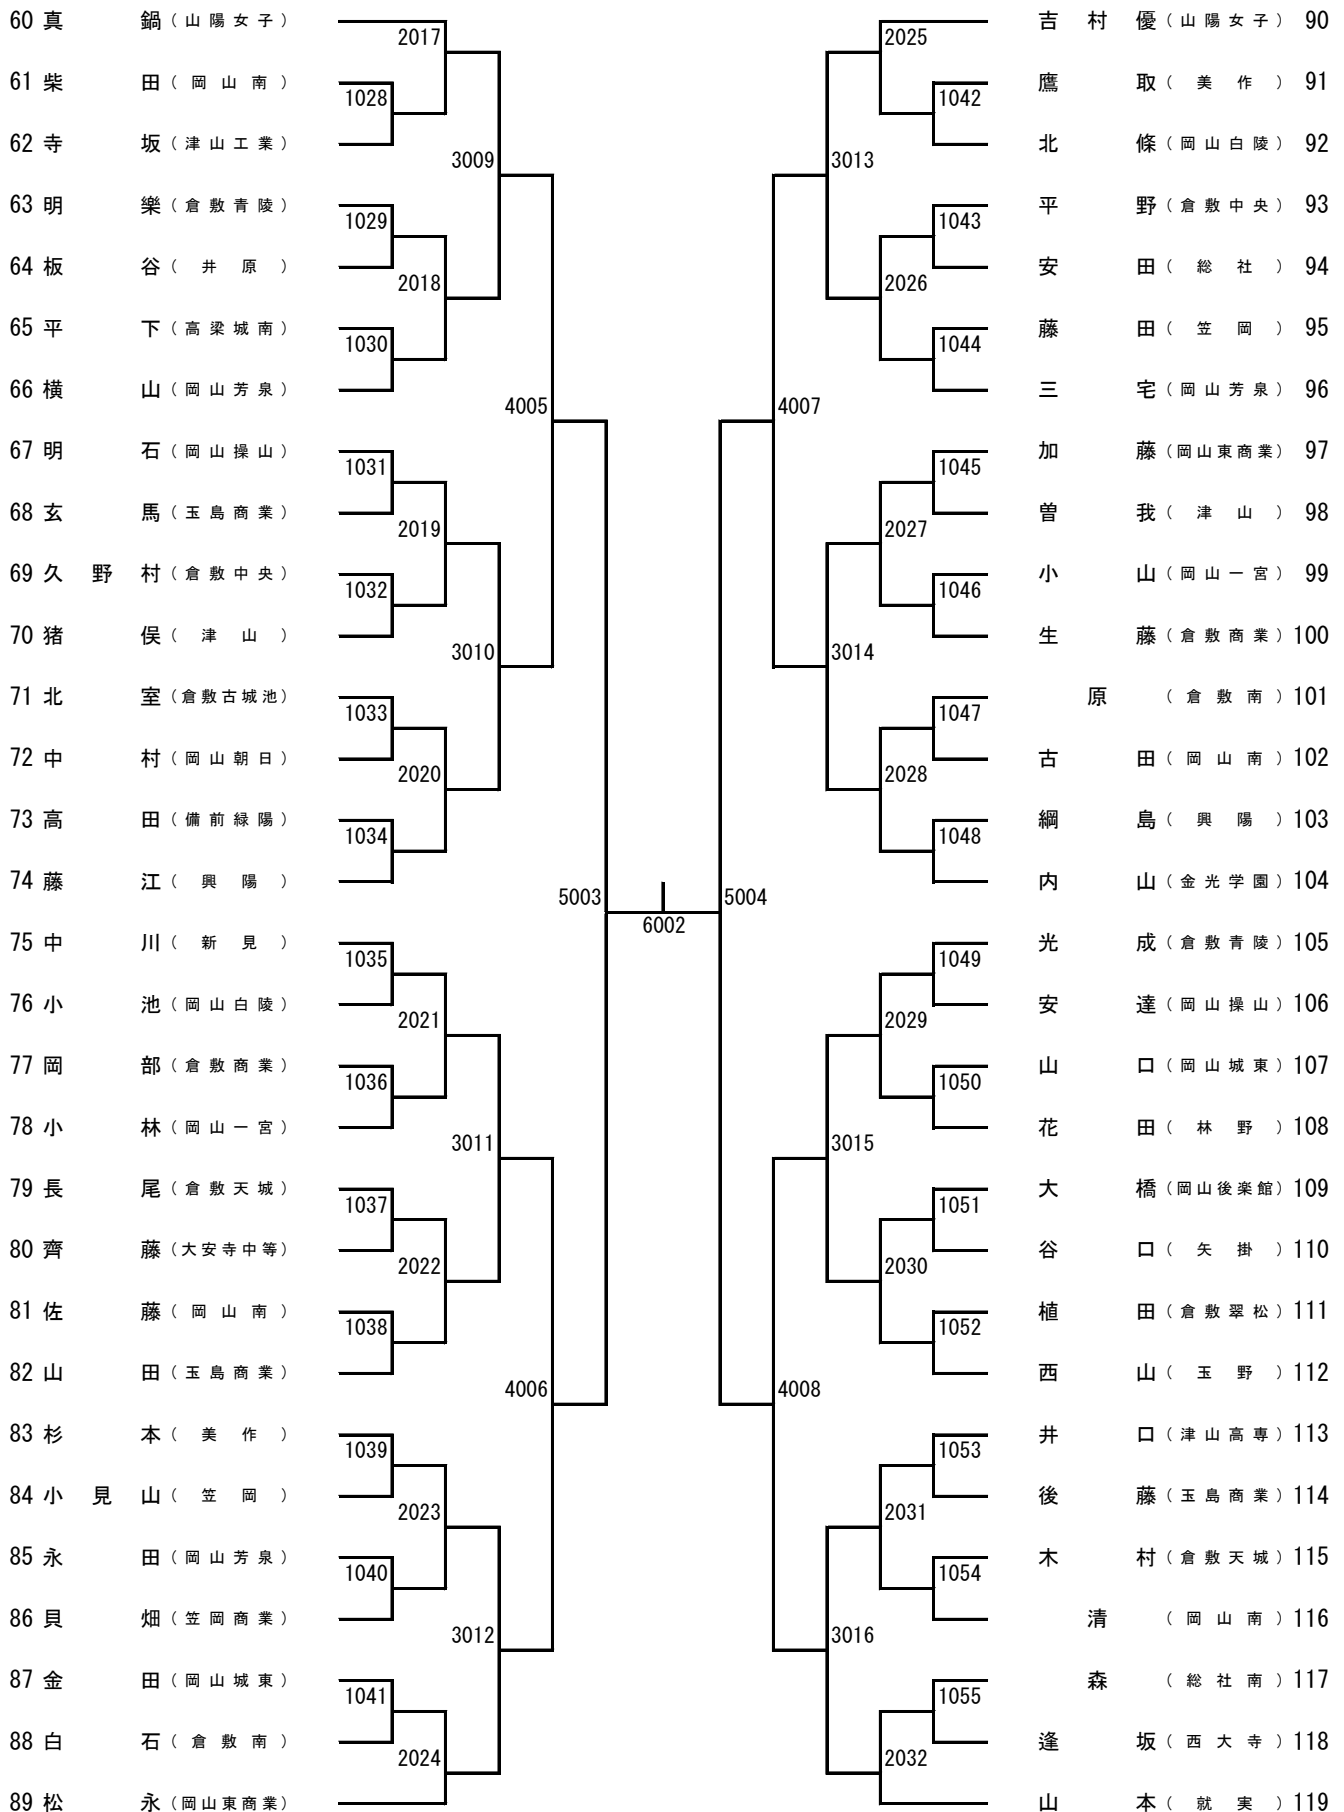 60 真鍋 (山陽女子)
61 柴田 (岡山南)
62 寺坂 (津山工業)
63 明樂 (倉敷青陵)
64 板谷 (井原)
65 平下 (高梁城南)
66 横山 (岡山芳泉)
67 明石 (岡山操山)
68 玄馬 (玉島商業)
69 久野村 (倉敷中央)
70 猪俣 (津山)
71 北室 (倉敷古城池)
72 中村 (岡山朝日)
73 高田 (備前緑陽)
74 藤江 (興陽)
75 中川 (新見)
76 小池 (岡山白陵)
77 岡部 (倉敷商業)
78 小林 (岡山一宮)
79 長尾 (倉敷天城)
80 齊藤 (大安寺中等)
81 佐藤 (岡山南)
82 山田 (玉島商業)
83 杉本 (美作)
84 小見山 (笠岡)
85 永田 (岡山芳泉)
86 貝畑 (笠岡商業)
87 金田 (岡山城東)
88 白石 (倉敷南)
89 松永 (岡山東商業)
1028
1029
1030
1031
1032
1033
1034
1035
1036
1037
1038
1039
1040
1041
2017
2018
2019
2020
2021
2022
2023
2024
3009
3010
3011
3012
4005
4006
5003
6002
5004
4007
4008
3013
3014
3015
3016
2025
2026
2027
2028
2029
2030
2031
2032
1042
1043
1044
1045
1046
1047
1048
1049
1050
1051
1052
1053
1054
1055
吉村優 (山陽女子) 90
鷹取 (美作) 91
北條 (岡山白陵) 92
平野 (倉敷中央) 93
安田 (総社) 94
藤田 (笠岡) 95
三宅 (岡山芳泉) 96
加藤 (岡山東商業) 97
曽我 (津山) 98
小山 (岡山一宮) 99
生藤 (倉敷商業) 100
原 (倉敷南) 101
古田 (岡山南) 102
綱島 (興陽) 103
内山 (金光学園) 104
光成 (倉敷青陵) 105
安達 (岡山操山) 106
山口 (岡山城東) 107
花田 (林野) 108
大橋 (岡山後楽館) 109
谷口 (矢掛) 110
植田 (倉敷翠松) 111
西山 (玉野) 112
井口 (津山高専) 113
後藤 (玉島商業) 114
木村 (倉敷天城) 115
清 (岡山南) 116
森 (総社南) 117
逢坂 (西大寺) 118
山本 (就実) 119